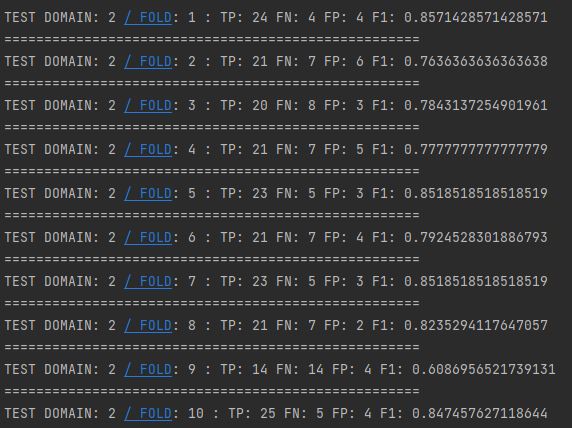 TEST DOMAIN: 2 / FOLD: 1 : TP: 24 FN: 4 FP: 4 F1: 0.8571428571428571
====================================================
TEST DOMAIN: 2 / FOLD: 2 : TP: 21 FN: 7 FP: 6 F1: 0.7636363636363638
====================================================
TEST DOMAIN: 2 / FOLD: 3 : TP: 20 FN: 8 FP: 3 F1: 0.7843137254901961
====================================================
TEST DOMAIN: 2 / FOLD: 4 : TP: 21 FN: 7 FP: 5 F1: 0.7777777777777779
====================================================
TEST DOMAIN: 2 / FOLD: 5 : TP: 23 FN: 5 FP: 3 F1: 0.8518518518518519
====================================================
TEST DOMAIN: 2 / FOLD: 6 : TP: 21 FN: 7 FP: 4 F1: 0.7924528301886793
====================================================
TEST DOMAIN: 2 / FOLD: 7 : TP: 23 FN: 5 FP: 3 F1: 0.8518518518518519
====================================================
TEST DOMAIN: 2 / FOLD: 8 : TP: 21 FN: 7 FP: 2 F1: 0.8235294117647057
====================================================
TEST DOMAIN: 2 / FOLD: 9 : TP: 14 FN: 14 FP: 4 F1: 0.6086956521739131
====================================================
TEST DOMAIN: 2 / FOLD: 10 : TP: 25 FN: 5 FP: 4 F1: 0.847457627118644